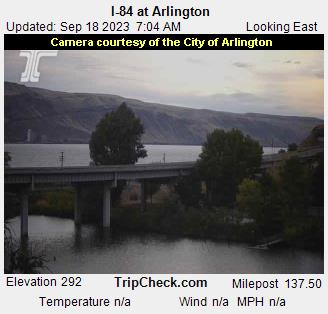 I-84 at Arlington
Updated: Sep 18 2023 7:04 AM Looking East
Camera courtesy of the City of Arlington
Elevation 292 TripCheck.com Milepost 137.50
Temperature n/a Wind n/a MPH n/a